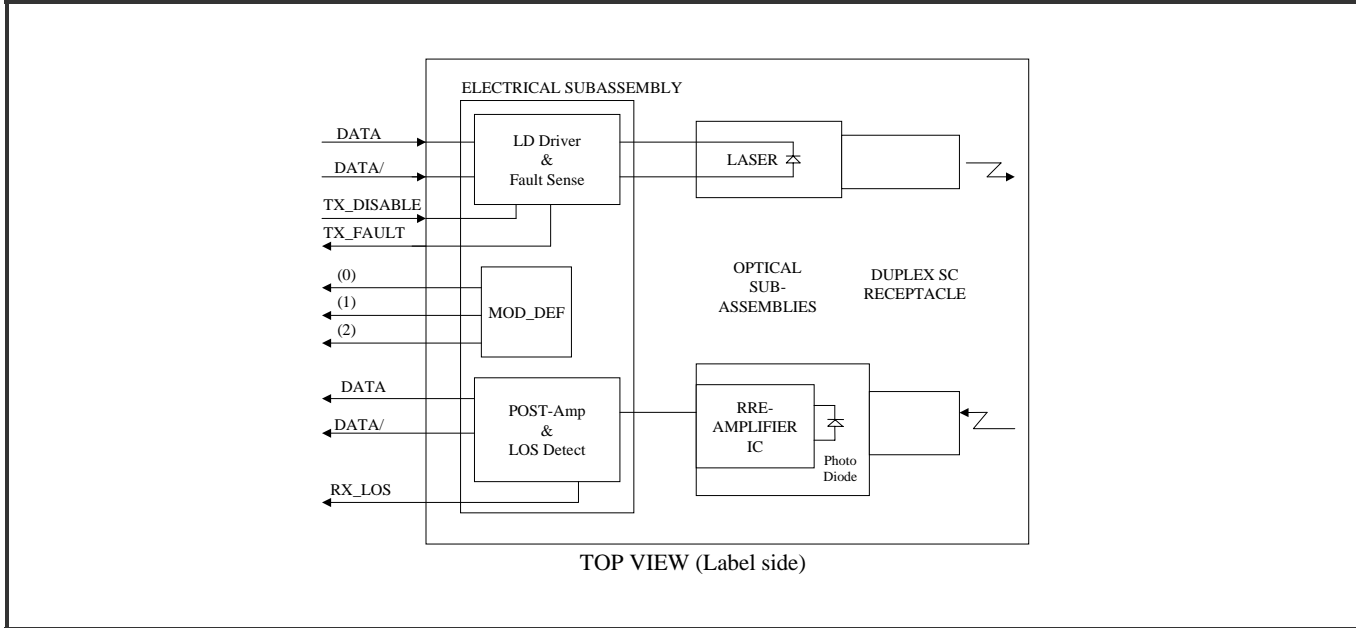 ELECTRICAL SUBASSEMBLY
DATA
DATA/
TX_DISABLE
TX_FAULT
LD Driver
&
Fault Sense
LASER
(0)
(1)
(2)
MOD_DEF
OPTICAL
SUB-
ASSEMBLIES
DUPLEX SC
RECEPTACLE
DATA
DATA/
RX_LOS
POST-Amp
&
LOS Detect
RRE-
AMPLIFIER
IC
Photo
Diode
TOP VIEW (Label side)